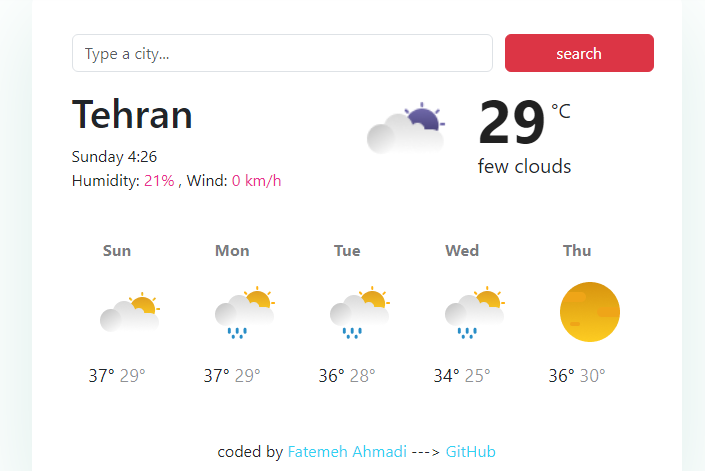 Type a city...
search
Tehran
29 °C
Sunday 4:26
few clouds
Humidity: 21% , Wind: 0 km/h
Sun Mon Tue Wed Thu
37° 29° 37° 29° 36° 28° 34° 25° 36° 30°
coded by Fatemeh Ahmadi ---> GitHub